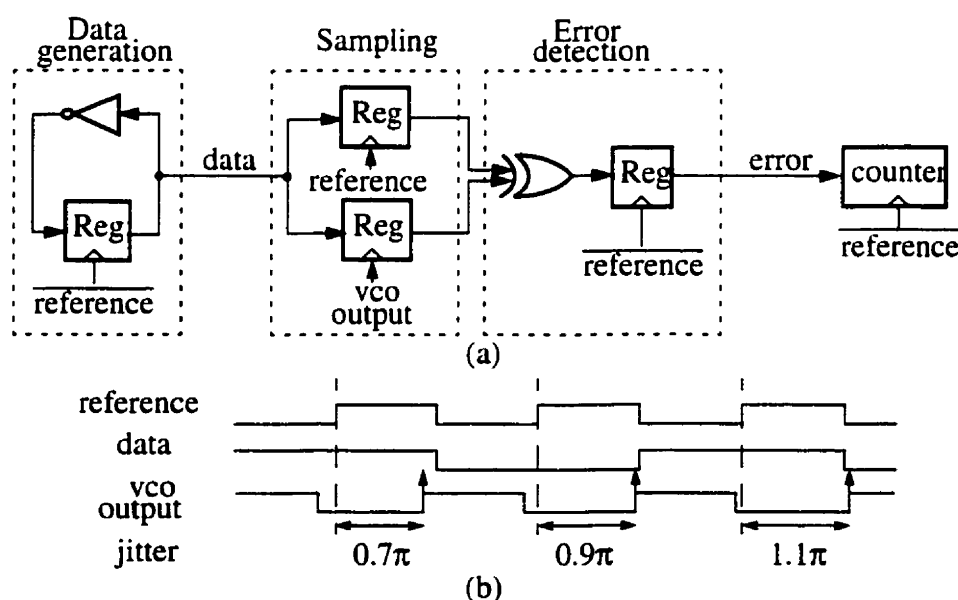 Data
generation
Sampling
Error
detection
Reg
data
reference
Reg
reference
Reg
vco
output
Reg
reference
error
counter
reference
(a)
reference
data
vco
output
jitter
0.7π
0.9π
1.1π
(b)